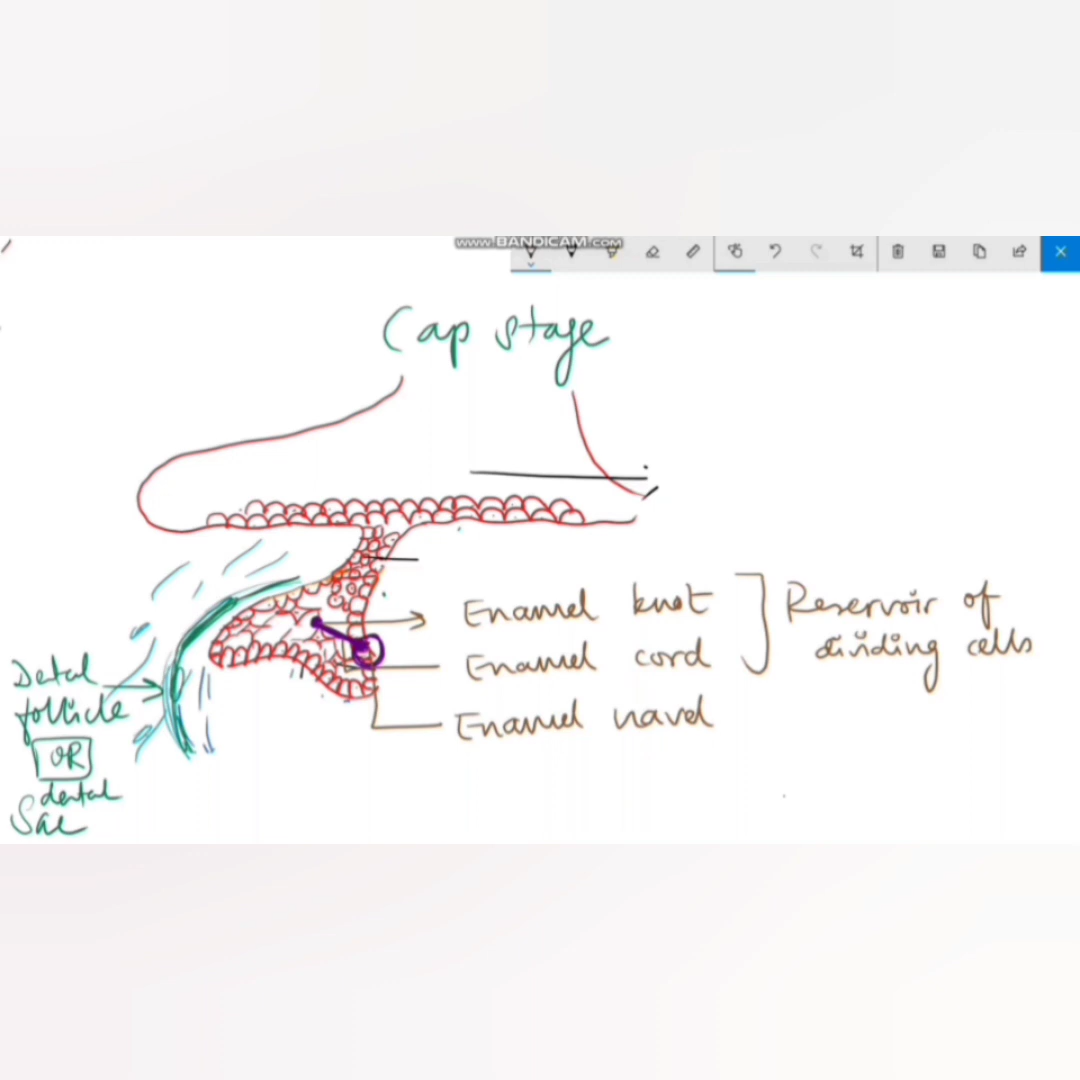 WWW.BANDICAM.COM
Cap stage
Enamel knot
Enamel cord
Enamel navel
Reservoir of
dividing cells
Detal
follicle
OR
dental
Sac